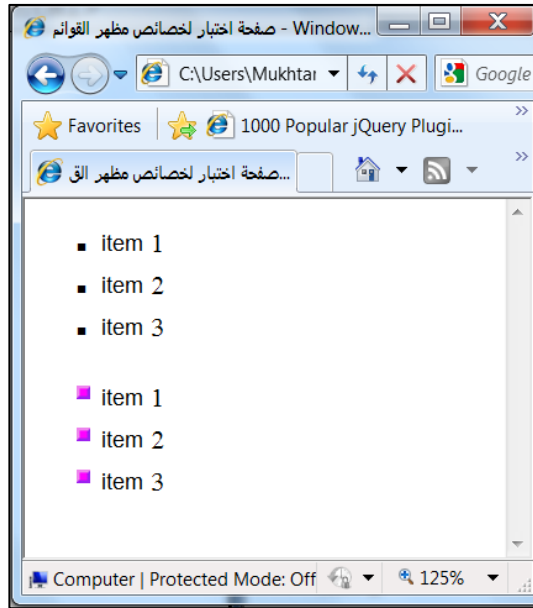 صفحة اختبار لخصائص مظهر القوائم - Window...
C:\Users\Mukhtar
Google
Favorites
1000 Popular jQuery Plugi...
صفحة اختبار لخصائص مظهر الق...
item 1
item 2
item 3
item 1
item 2
item 3
Computer | Protected Mode: Off
125%